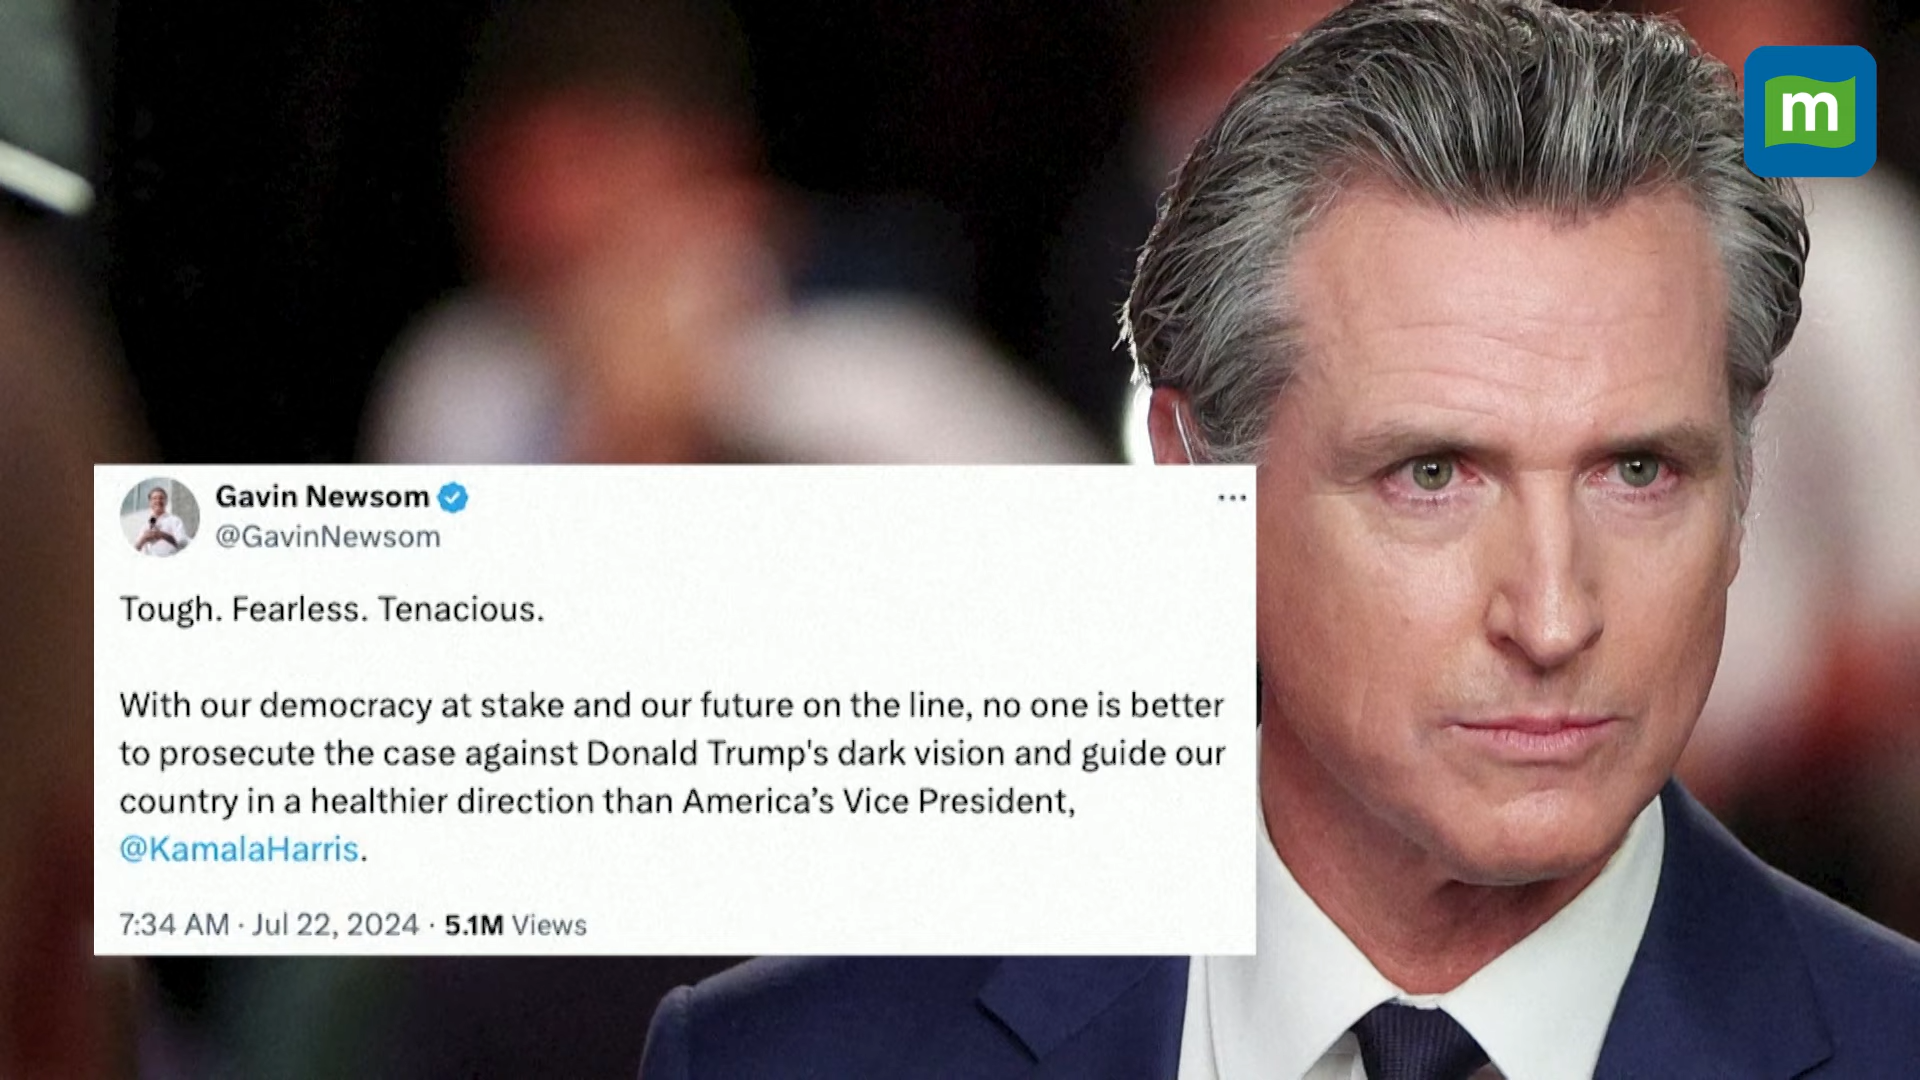 m
Gavin Newsom
@GavinNewsom
Tough. Fearless. Tenacious.
With our democracy at stake and our future on the line, no one is better
to prosecute the case against Donald Trump's dark vision and guide our
country in a healthier direction than America’s Vice President,
@KamalaHarris.
7:34 AM · Jul 22, 2024 · 5.1M Views